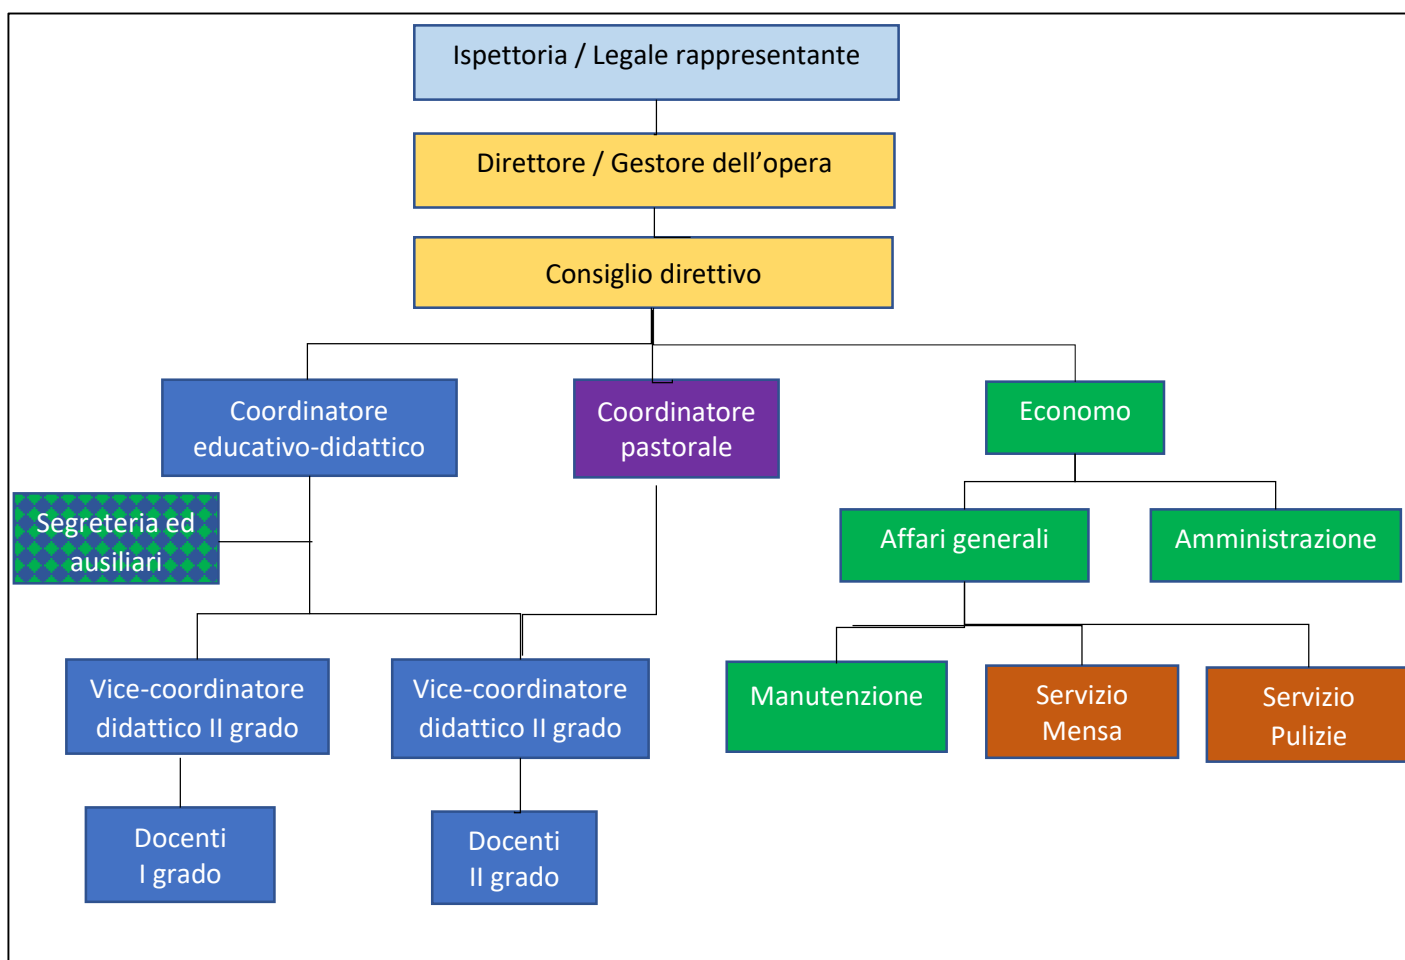 Ispettoria / Legale rappresentante
Direttore / Gestore dell’opera
Consiglio direttivo
Coordinatore
educativo-didattico
Coordinatore
pastorale
Economo
Segreteria ed
ausiliari
Affari generali
Amministrazione
Vice-coordinatore
didattico II grado
Vice-coordinatore
didattico II grado
Manutenzione
Servizio
Mensa
Servizio
Pulizie
Docenti
I grado
Docenti
II grado